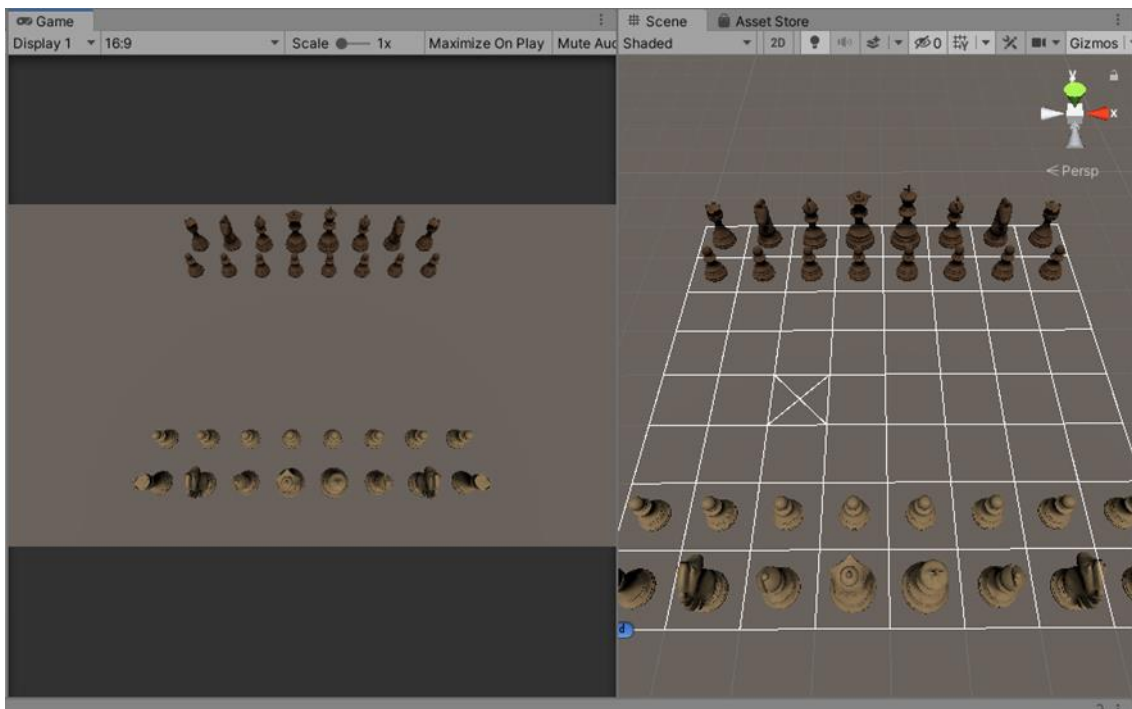 Game
Display 1 16:9 Scale 1x Maximize On Play Mute Aud
Scene Asset Store
Shaded 2D 0 Gizmos
y
x
Persp